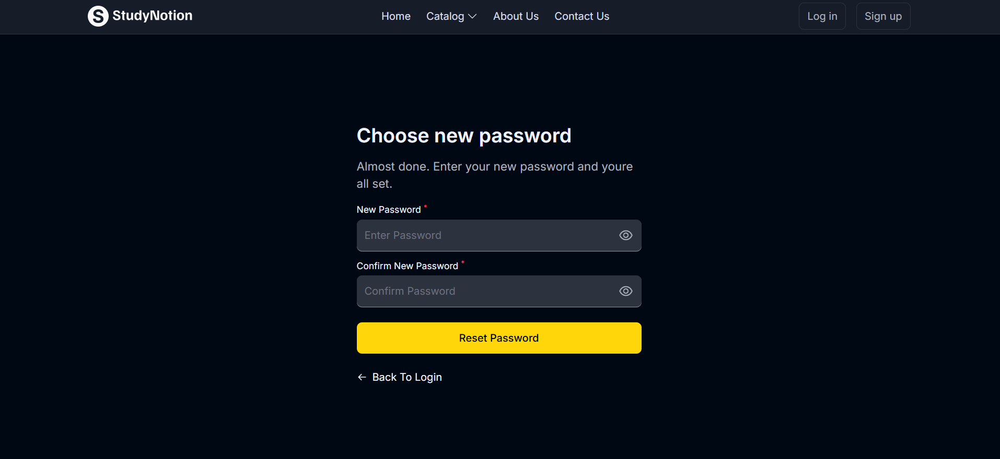 StudyNotion
Home Catalog About Us Contact Us
Log in Sign up
Choose new password
Almost done. Enter your new password and youre
all set.
New Password *
Enter Password
Confirm New Password *
Confirm Password
Reset Password
← Back To Login